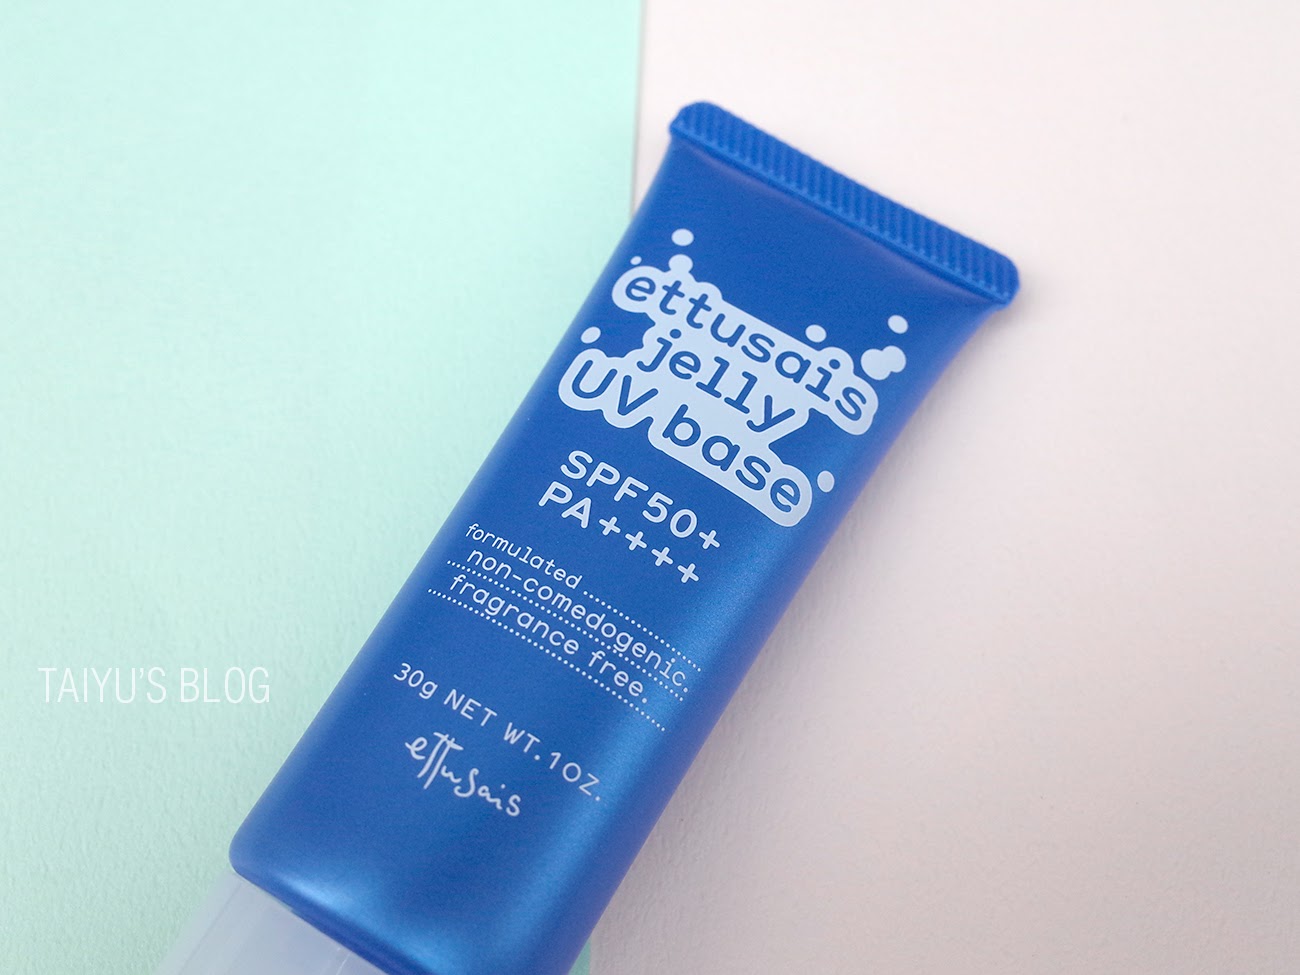 ettusais
jelly
UV base
SPF50+
PA++++
formulated
non-comedogenic.
fragrance free.
30g NET WT.1OZ.
ettusais
TAIYU'S BLOG